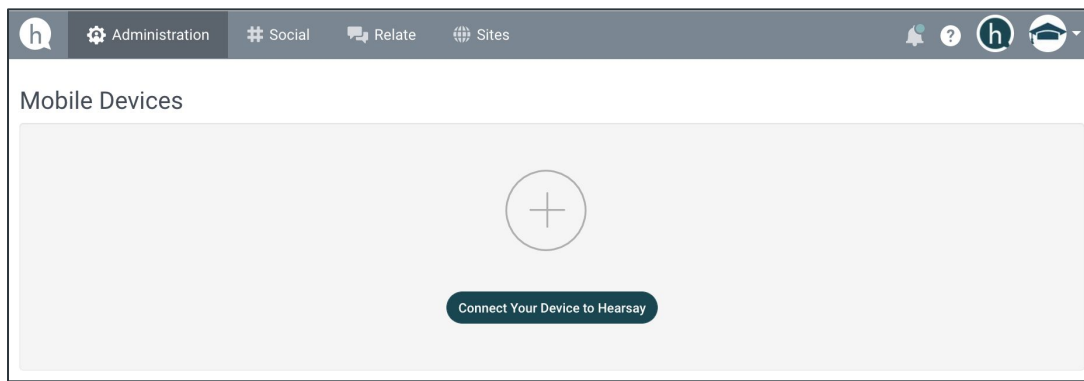 h Administration # Social Relate Sites ? h
Mobile Devices
Connect Your Device to Hearsay